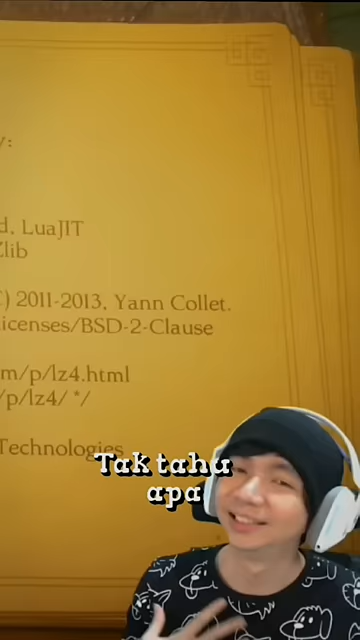 y:
d, LuaJIT
Zlib
C) 2011-2013, Yann Collet.
licenses/BSD-2-Clause
m/p/lz4.html
/p/lz4/ */
Technologies
Tak tahu
apa